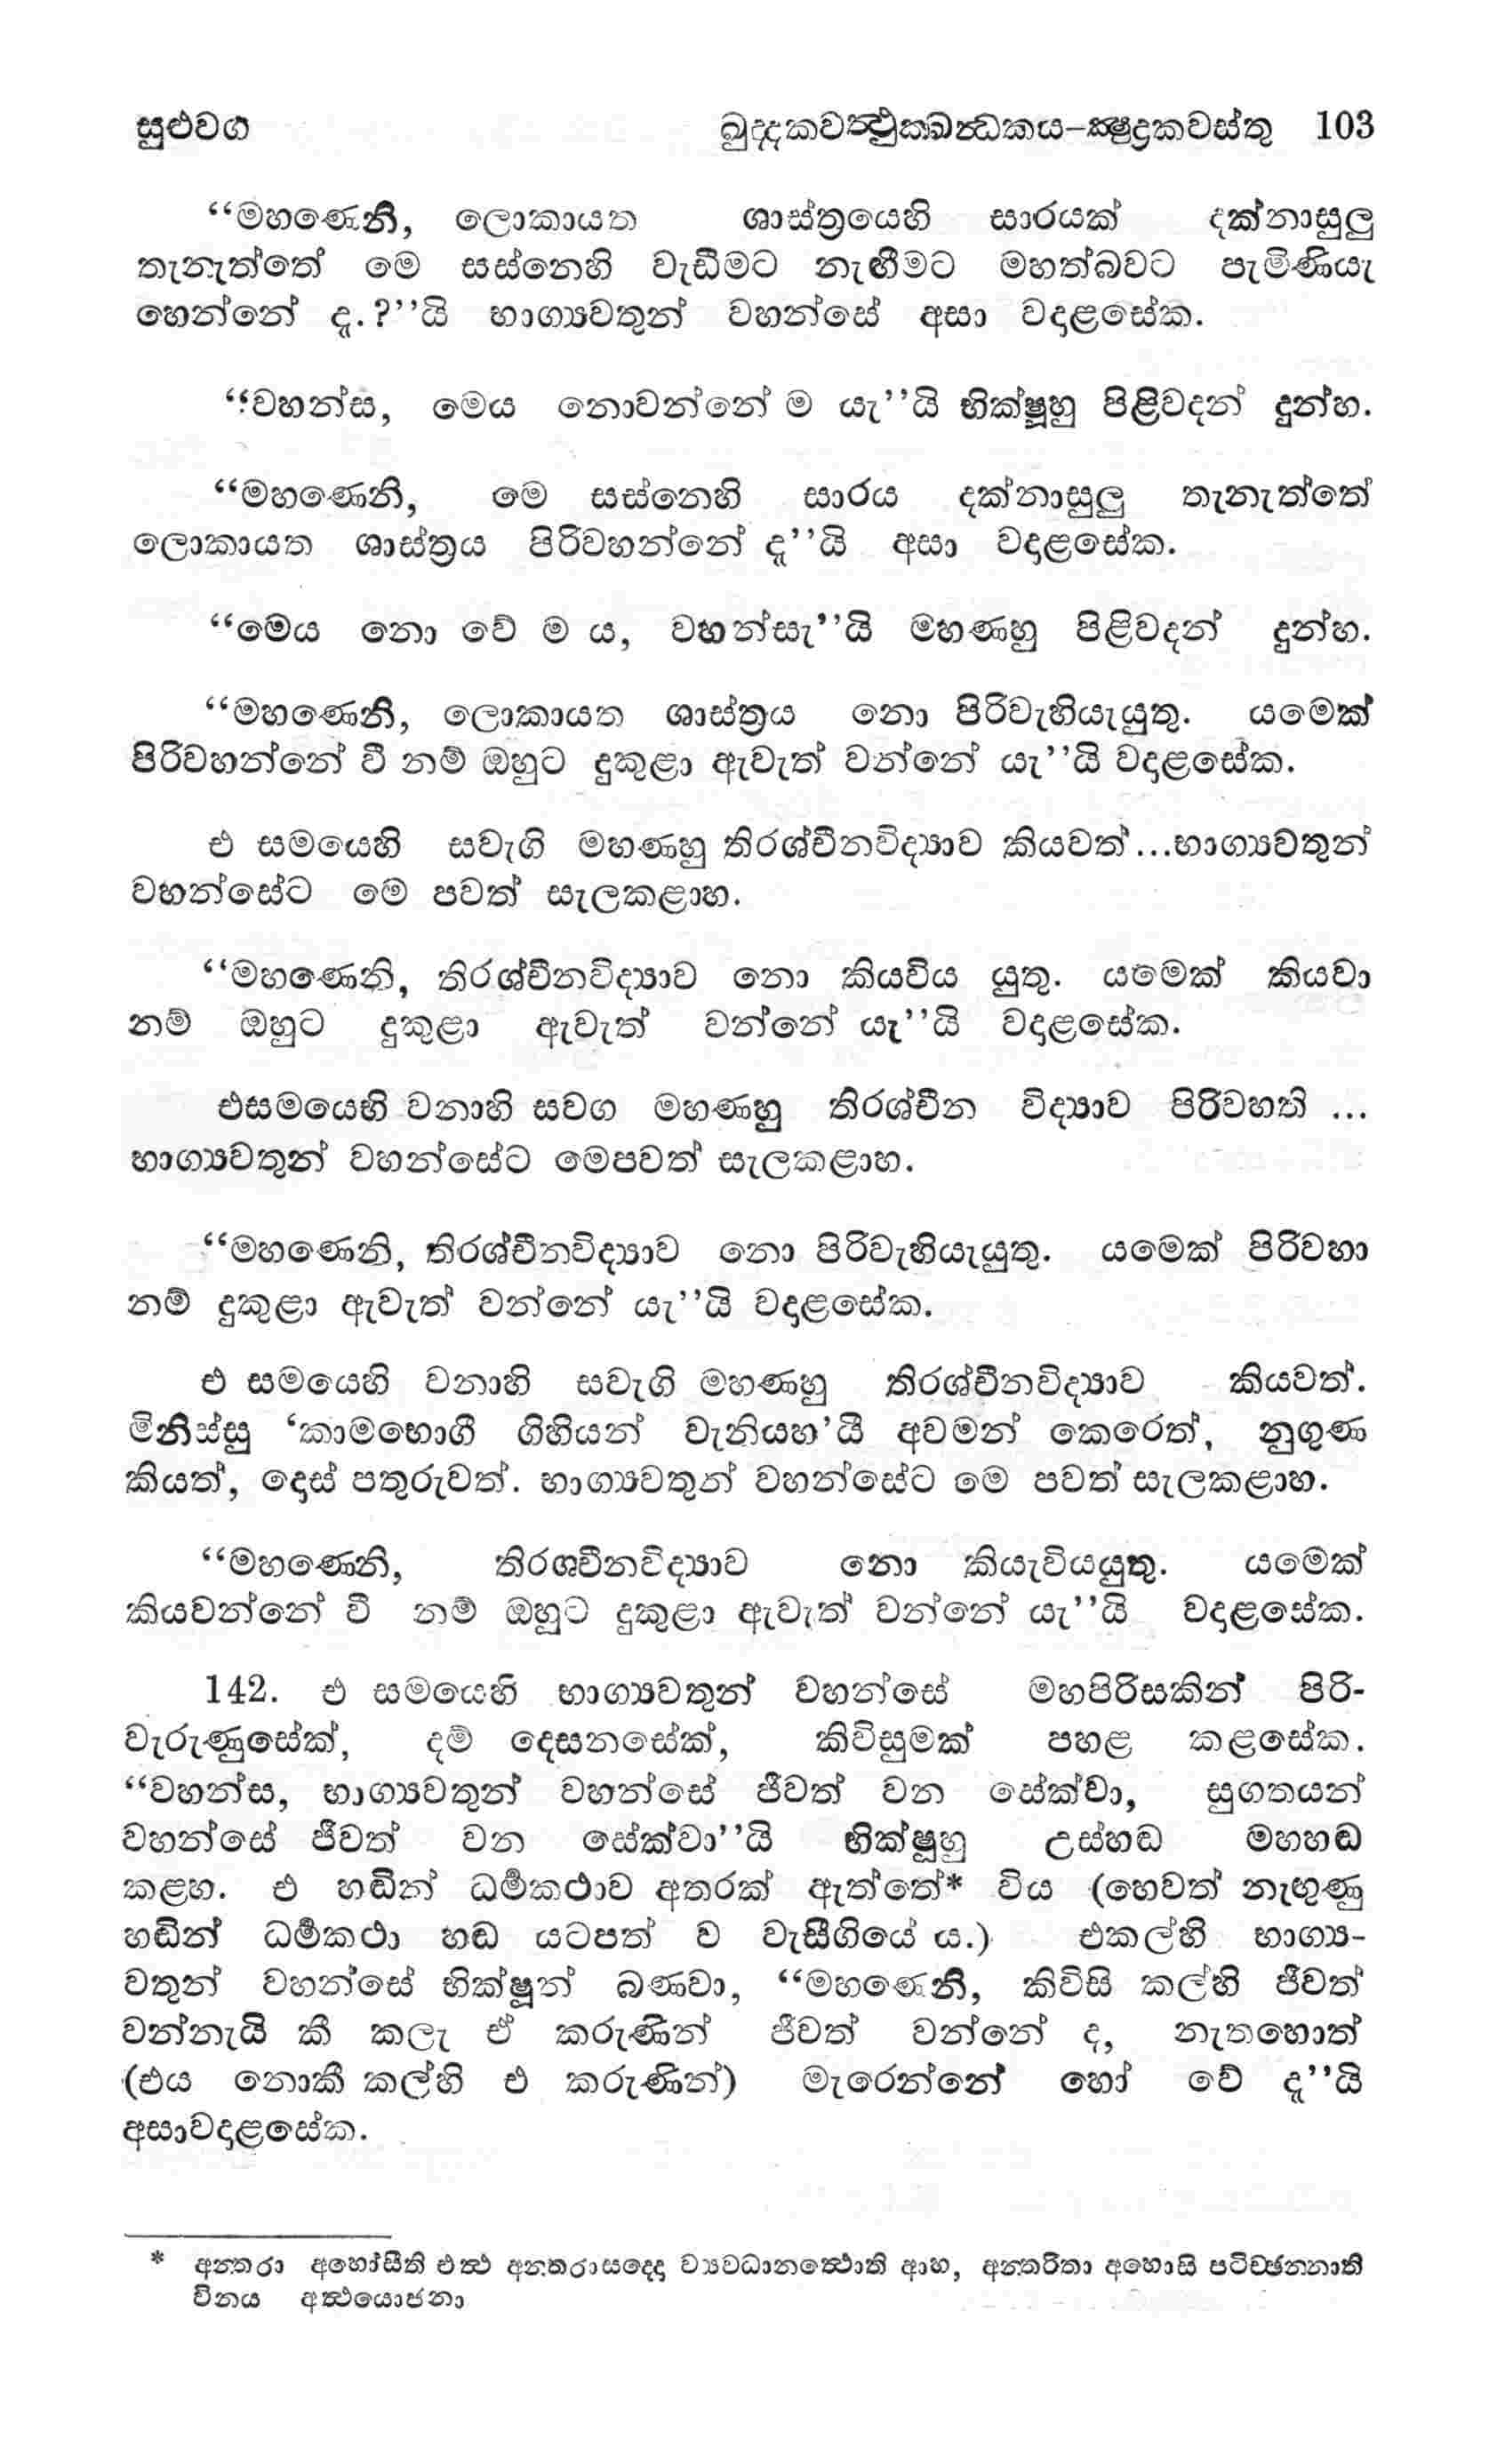 සුළුවග ඛුද්දකවත්‍ථුක්ඛන්‍ධකය-ක්ෂුද්‍රකවස්තු 103
“මහණෙනි, ලොකායත ශාස්ත්‍රයෙහි සාරයක් දක්නාසුලු
තැනැත්තේ මෙ සස්නෙහි වැඩීමට නැඟීමට මහත්බවට පැමිණියැ
හෙන්නේ දැ.?”යි භාග්‍යවතුන් වහන්සේ අසා වදාළසේක.
“වහන්ස, මෙය නොවන්නේ ම යැ”යි භික්ෂූහු පිළිවදන් දුන්හ.
“මහණෙනි, මෙ සස්නෙහි සාරය දක්නාසුලු තැනැත්තේ
ලොකායත ශාස්ත්‍රය පිරිවහන්නේ දැ”යි අසා වදාළසේක.
“මෙය නො වේ ම ය, වහන්සැ”යි මහණහු පිළිවදන් දුන්හ.
“මහණෙනි, ලොකායත ශාස්ත්‍රය නො පිරිවැහියැයුතු. යමෙක්
පිරිවහන්නේ වී නම් ඔහුට දුකුළා ඇවැත් වන්නේ යැ”යි වදාළසේක.
එ සමයෙහි සවැගි මහණහු තිරශ්චීනවිද්‍යාව කියවත්...භාග්‍යවතුන්
වහන්සේට මෙ පවත් සැලකළාහ.
“මහණෙනි, තිරශ්චීනවිද්‍යාව නො කියවිය යුතු. යමෙක් කියවා
නම් ඔහුට දුකුළා ඇවැත් වන්නේ යැ”යි වදාළසේක.
එසමයෙහි වනාහි සවග මහණහු තිරශ්චීන විද්‍යාව පිරිවහති ...
භාග්‍යවතුන් වහන්සේට මෙපවත් සැලකළාහ.
“මහණෙනි, තිරශ්චීනවිද්‍යාව නො පිරිවැහියැයුතු. යමෙක් පිරිවහා
නම් දුකුළා ඇවැත් වන්නේ යැ”යි වදාළසේක.
එ සමයෙහි වනාහි සවැගි මහණහු තිරශ්චීනවිද්‍යාව කියවත්.
මිනිස්සු ‘කාමභොගී ගිහියන් වැනියහ’යී අවමන් කෙරෙත්, නුගුණ
කියත්, දොස් පතුරුවත්. භාග්‍යවතුන් වහන්සේට මෙ පවත් සැලකළාහ.
“මහණෙනි, තිරශචීනවිද්‍යාව නො කියැවියයුතු. යමෙක්
කියවන්නේ වී නම් ඔහුට දුකුළා ඇවැත් වන්නේ යැ”යි වදාළසේක.
142. එ සමයෙහි භාග්‍යවතුන් වහන්සේ මහපිරිසකින් පිරි-
වැරුණුසේක්, දම් දෙසනසේක්, කිවිසුමක් පහළ කළසේක.
“වහන්ස, භාග්‍යවතුන් වහන්සේ ජීවත් වන සේක්වා, සුගතයන්
වහන්සේ ජීවත් වන සේක්වා”යි භික්ෂූහු උස්හඬ මහහඬ
කළහ. එ හඬින් ධර්‍මකථාව අතරක් ඇත්තේ* විය (හෙවත් නැඟුණු
හඬින් ධර්‍මකථා හඬ යටපත් ව වැසීගියේ ය.) එකල්හි භාග්‍ය-
වතුන් වහන්සේ භික්ෂූන් බණවා, “මහණෙනි, කිවිසි කල්හි ජීවත්
වන්නැයි කී කලැ ඒ කරුණින් ජීවත් වන්නේ ද, නැතහොත්
(එය නොකී කල්හි එ කරුණින්) මැරෙන්නේ හෝ වේ දැ”යි
අසාවදාළසේක.
* අන්‍තරා අහෝසීති එත්‍ථ අන්‍තරාසද්දො ව්‍යවධානත්‍ථොති ආහ, අන්‍තරිතා අහොසි පටිච්ඡන්නාති
විනය අත්‍ථයොජනා